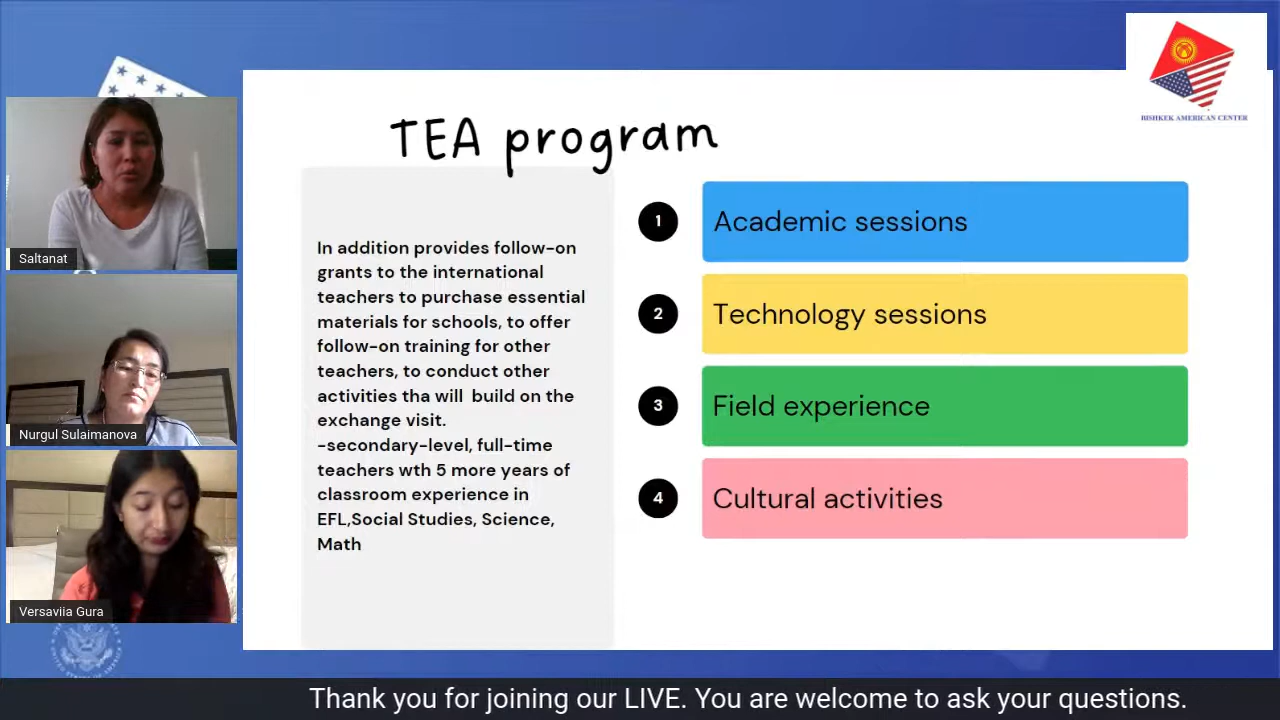 BISHKEK AMERICAN CENTER
TEA program
In addition provides follow-on
grants to the international
teachers to purchase essential
materials for schools, to offer
follow-on training for other
teachers, to conduct other
activities tha will build on the
exchange visit.
-secondary-level, full-time
teachers wth 5 more years of
classroom experience in
EFL,Social Studies, Science,
Math
1
Academic sessions
2
Technology sessions
3
Field experience
4
Cultural activities
Saltanat
Nurgul Sulaimanova
Versaviia Gura
Thank you for joining our LIVE. You are welcome to ask your questions.